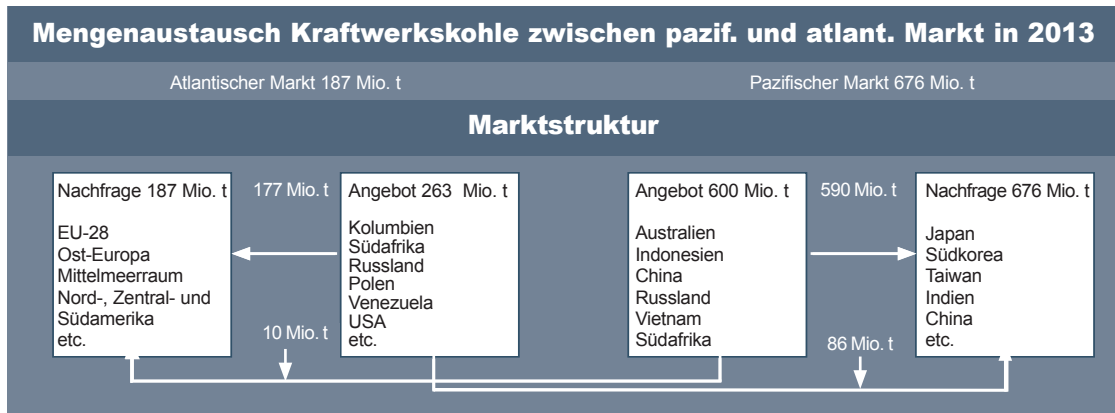 Mengenaustausch Kraftwerkskohle zwischen pazif. und atlant. Markt in 2013
Atlantischer Markt 187 Mio. t
Pazifischer Markt 676 Mio. t
Marktstruktur
Nachfrage 187 Mio. t
EU-28
Ost-Europa
Mittelmeerraum
Nord-, Zentral- und
Südamerika
etc.
177 Mio. t
10 Mio. t
Angebot 263 Mio. t
Kolumbien
Südafrika
Russland
Polen
Venezuela
USA
etc.
Angebot 600 Mio. t
Australien
Indonesien
China
Russland
Vietnam
Südafrika
590 Mio. t
86 Mio. t
Nachfrage 676 Mio. t
Japan
Südkorea
Taiwan
Indien
China
etc.